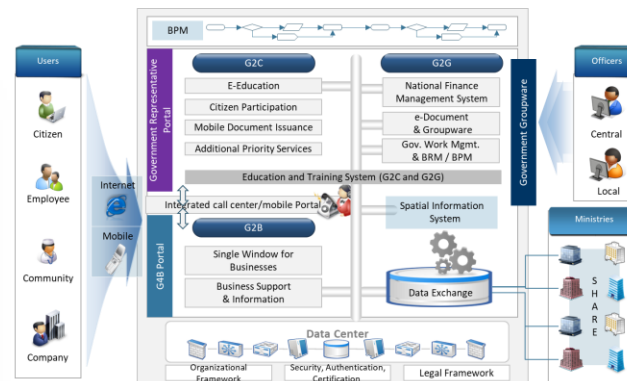 BPM
Users
Citizen
Employee
Community
Company
Internet
Mobile
Government Representative
Portal
G4B Portal
G2C
E-Education
Citizen Participation
Mobile Document Issuance
Additional Priority Services
G2G
National Finance
Management System
e-Document
& Groupware
Gov. Work Mgmt.
& BRM / BPM
Education and Training System (G2C and G2G)
Integrated call center/mobile Portal
G2B
Single Window for
Businesses
Business Support
& Information
Spatial Information
System
Data Exchange
Government Groupware
Officers
Central
Local
Ministries
SHARE
Data Center
Organizational
Framework
Security, Authentication,
Certification
Legal Framework